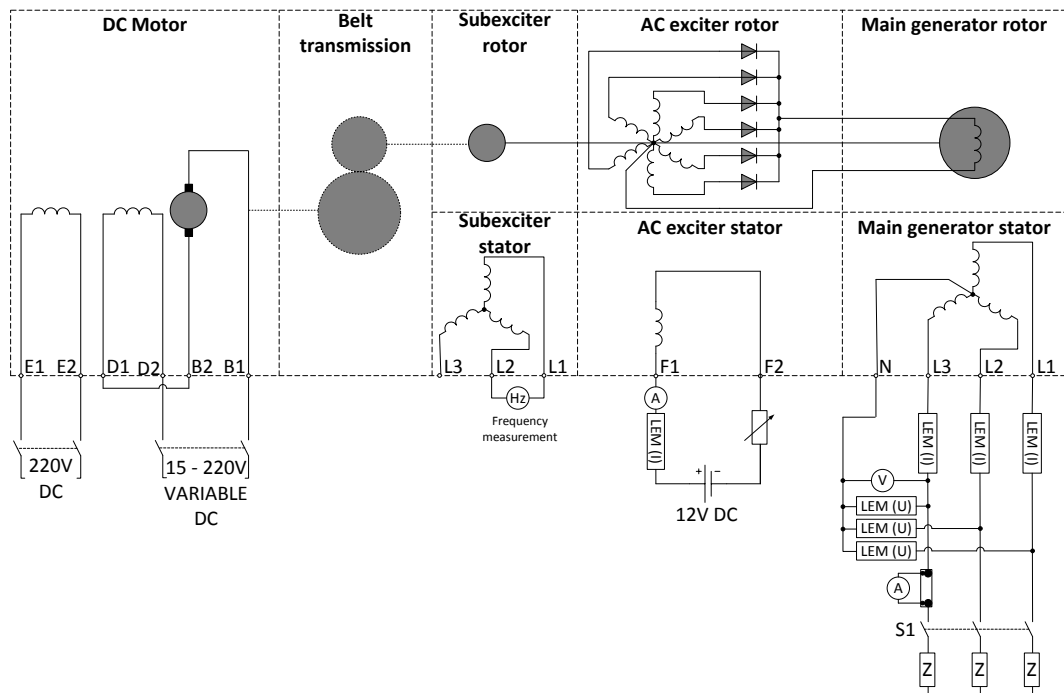 DC Motor
Belt
transmission
Subexciter
rotor
AC exciter rotor
Main generator rotor
Subexciter
stator
AC exciter stator
Main generator stator
E1
E2
D1
D2
B2
B1
L3
L2
L1
F1
F2
N
L3
L2
L1
220V
DC
15 - 220V
VARIABLE
DC
Hz
Frequency
measurement
A
LEM (I)
+
−
12V DC
LEM (I)
LEM (I)
LEM (I)
V
LEM (U)
LEM (U)
LEM (U)
A
S1
Z
Z
Z